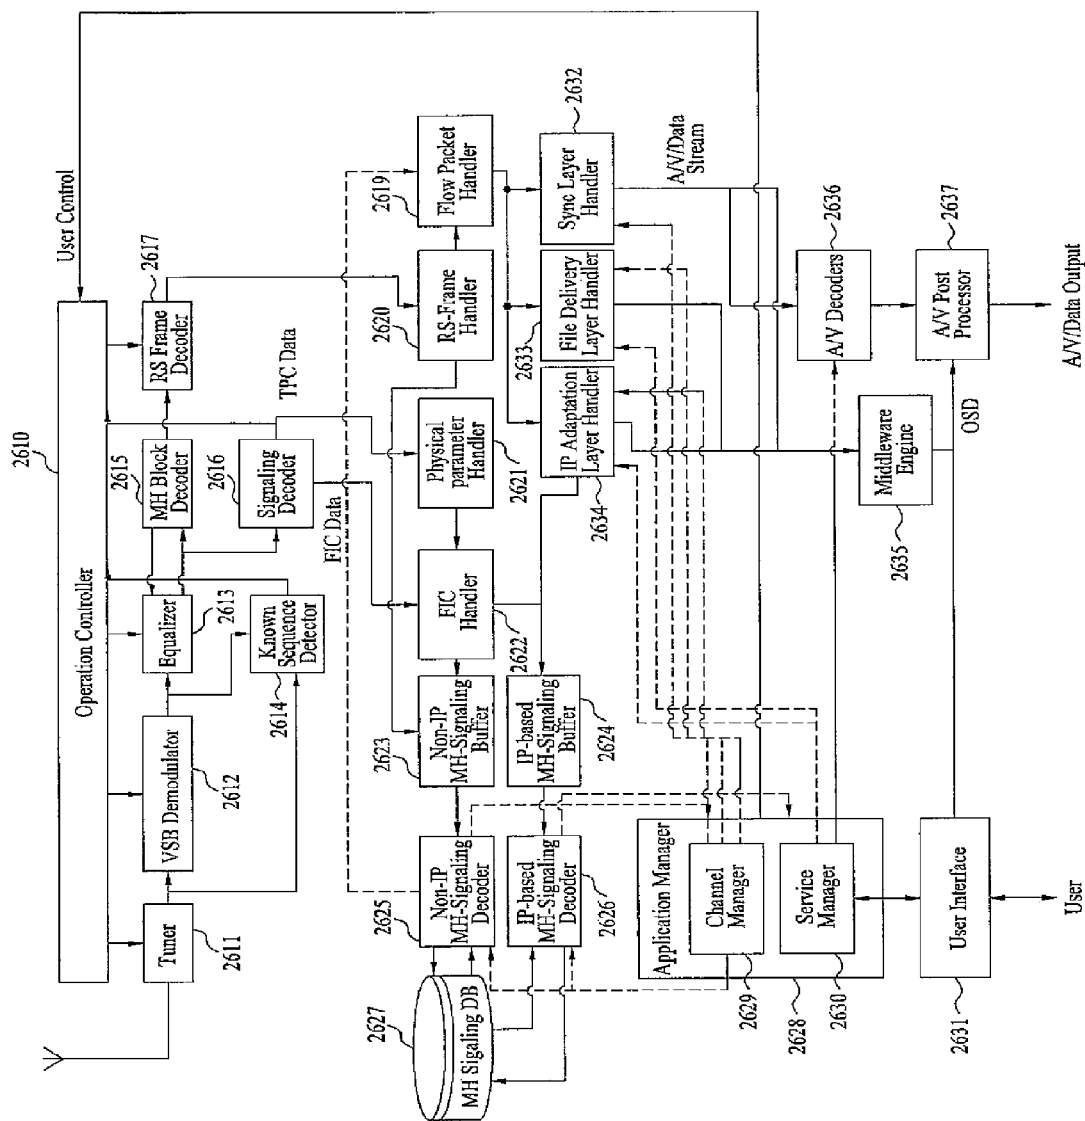 2610
Operation Controller
User Control
Tuner
2611
VSB Demodulator
2612
Equalizer
2613
Known
Sequence
Detector
2614
MH Block
Decoder
2615
Signaling
Decoder
2616
RS Frame
Decoder
2617
TPC Data
FIC Data
Flow Packet
Handler
2619
RS-Frame
Handler
2620
Physical
parameter
Handler
2621
FIC
Handler
2622
Non-IP
MH-Signaling
Buffer
2623
IP-based
MH-Signaling
Buffer
2624
Non-IP
MH-Signaling
Decoder
2625
IP-based
MH-Signaling
Decoder
2626
MH Sigaling DB
2627
Sync Layer
Handler
2632
File Delivery
Layer Handler
2633
IP Adaptation
Layer Handler
2634
A/V/Data
Stream
Application Manager
2628
Channel
Manager
2629
Service
Manager
2630
A/V Decoders
2636
Middleware
Engine
2635
A/V Post
Processor
2637
OSD
User Interface
2631
User
A/V/Data Output